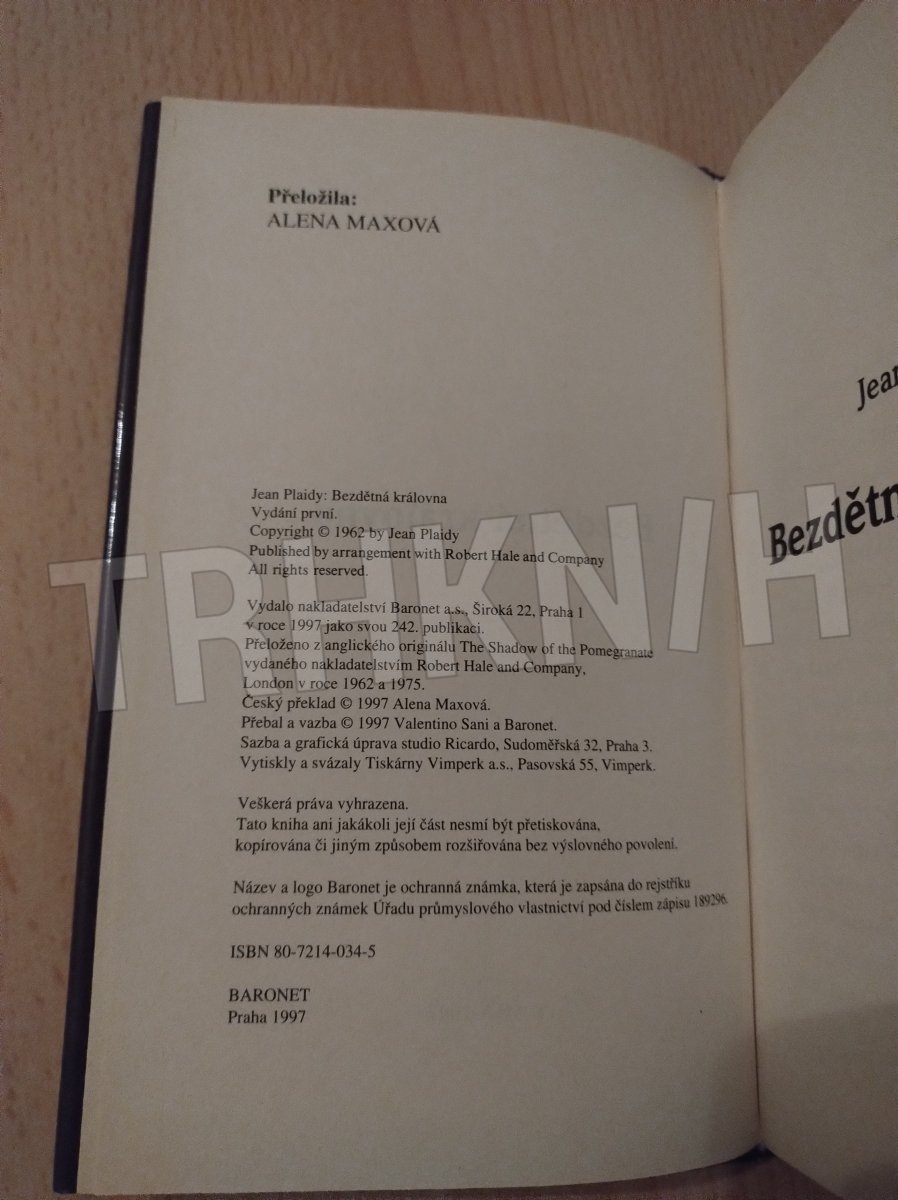 Přeložila:
ALENA MAXOVÁ
Jean Plaidy: Bezdětná královna
Vydání první.
Copyright © 1962 by Jean Plaidy
Published by arrangement with Robert Hale and Company
All rights reserved.
Vydalo nakladatelství Baronet a.s., Široká 22, Praha 1
v roce 1997 jako svou 242. publikaci.
Přeloženo z anglického originálu The Shadow of the Pomegranate
vydaného nakladatelstvím Robert Hale and Company,
London v roce 1962 a 1975.
Český překlad © 1997 Alena Maxová.
Přebal a vazba © 1997 Valentino Sani a Baronet.
Sazba a grafická úprava studio Ricardo, Sudoměřská 32, Praha 3.
Vytiskly a svázaly Tiskárny Vimperk a.s., Pasovská 55, Vimperk.
Veškerá práva vyhrazena.
Tato kniha ani jakákoli její část nesmí být přetiskována,
kopírována či jiným způsobem rozšiřována bez výslovného povolení.
Název a logo Baronet je ochranná známka, která je zapsána do rejstříku
ochranných známek Úřadu průmyslového vlastnictví pod číslem zápisu 189296.
ISBN 80-7214-034-5
BARONET
Praha 1997
Jean
Bezdětn
TRHKNIH